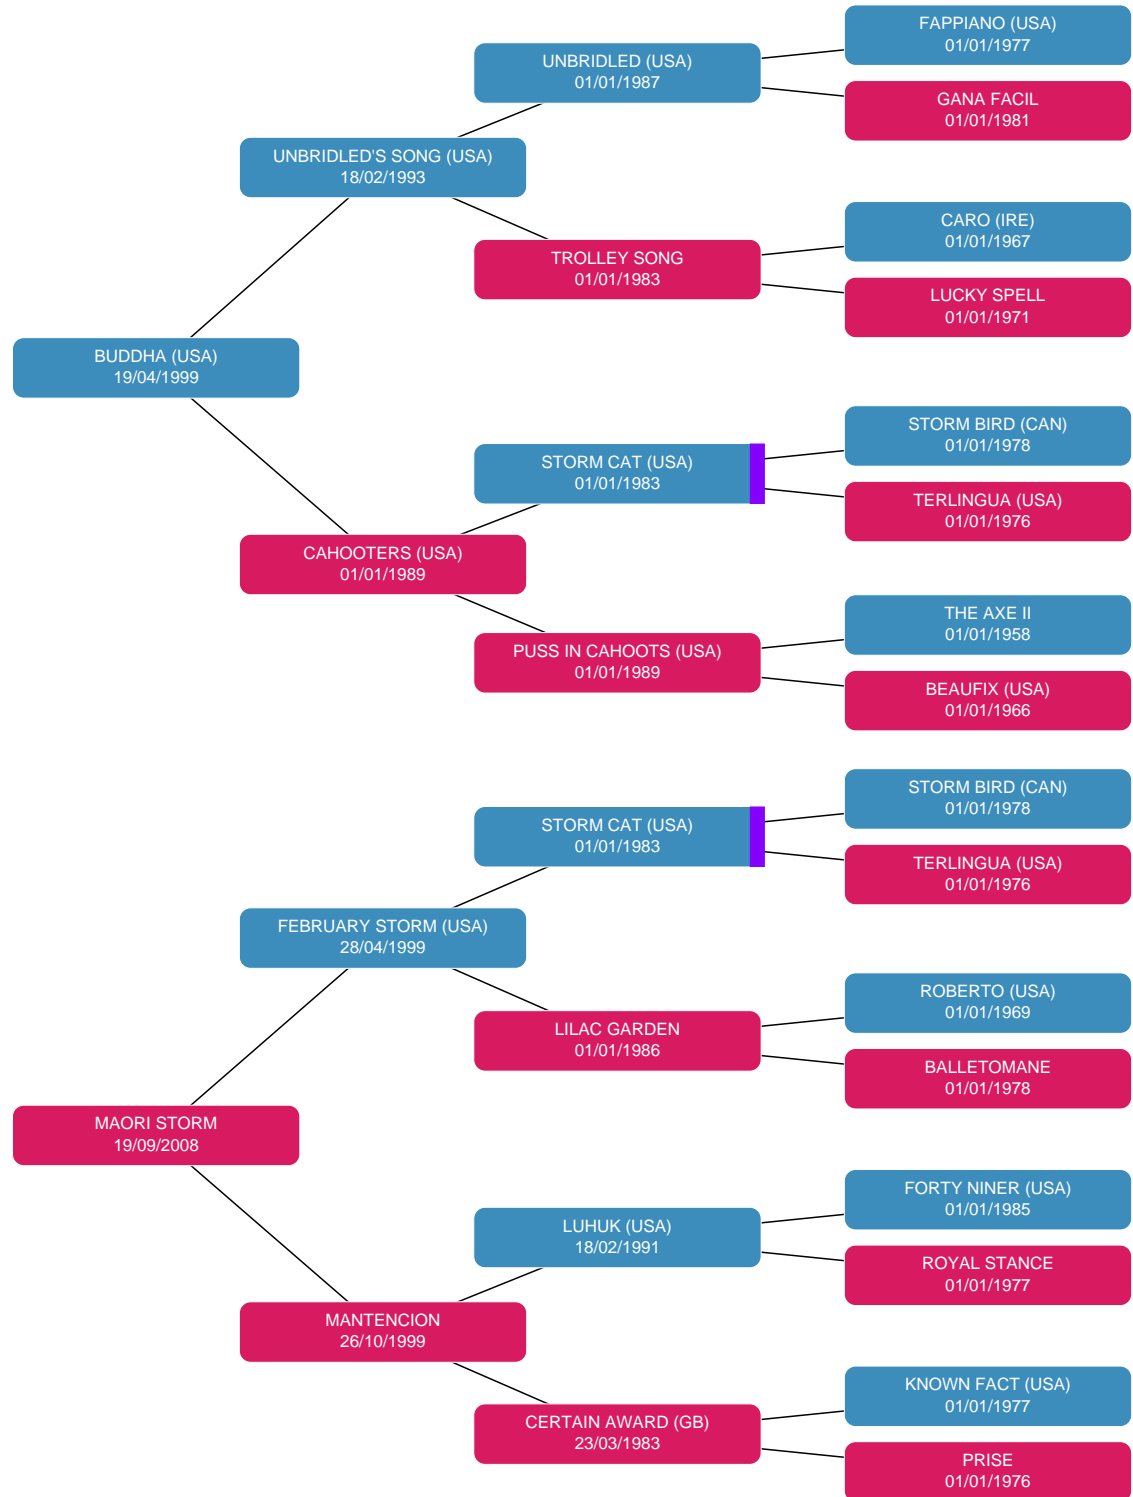 FAPPIANO (USA)
01/01/1977
UNBRIDLED (USA)
01/01/1987
GANA FACIL
01/01/1981
UNBRIDLED'S SONG (USA)
18/02/1993
CARO (IRE)
01/01/1967
TROLLEY SONG
01/01/1983
LUCKY SPELL
01/01/1971
BUDDHA (USA)
19/04/1999
STORM BIRD (CAN)
01/01/1978
STORM CAT (USA)
01/01/1983
TERLINGUA (USA)
01/01/1976
CAHOOTERS (USA)
01/01/1989
THE AXE II
01/01/1958
PUSS IN CAHOOTS (USA)
01/01/1989
BEAUFIX (USA)
01/01/1966
STORM BIRD (CAN)
01/01/1978
STORM CAT (USA)
01/01/1983
TERLINGUA (USA)
01/01/1976
FEBRUARY STORM (USA)
28/04/1999
ROBERTO (USA)
01/01/1969
LILAC GARDEN
01/01/1986
BALLETOMANE
01/01/1978
MAORI STORM
19/09/2008
FORTY NINER (USA)
01/01/1985
LUHUK (USA)
18/02/1991
ROYAL STANCE
01/01/1977
MANTENCION
26/10/1999
KNOWN FACT (USA)
01/01/1977
CERTAIN AWARD (GB)
23/03/1983
PRISE
01/01/1976